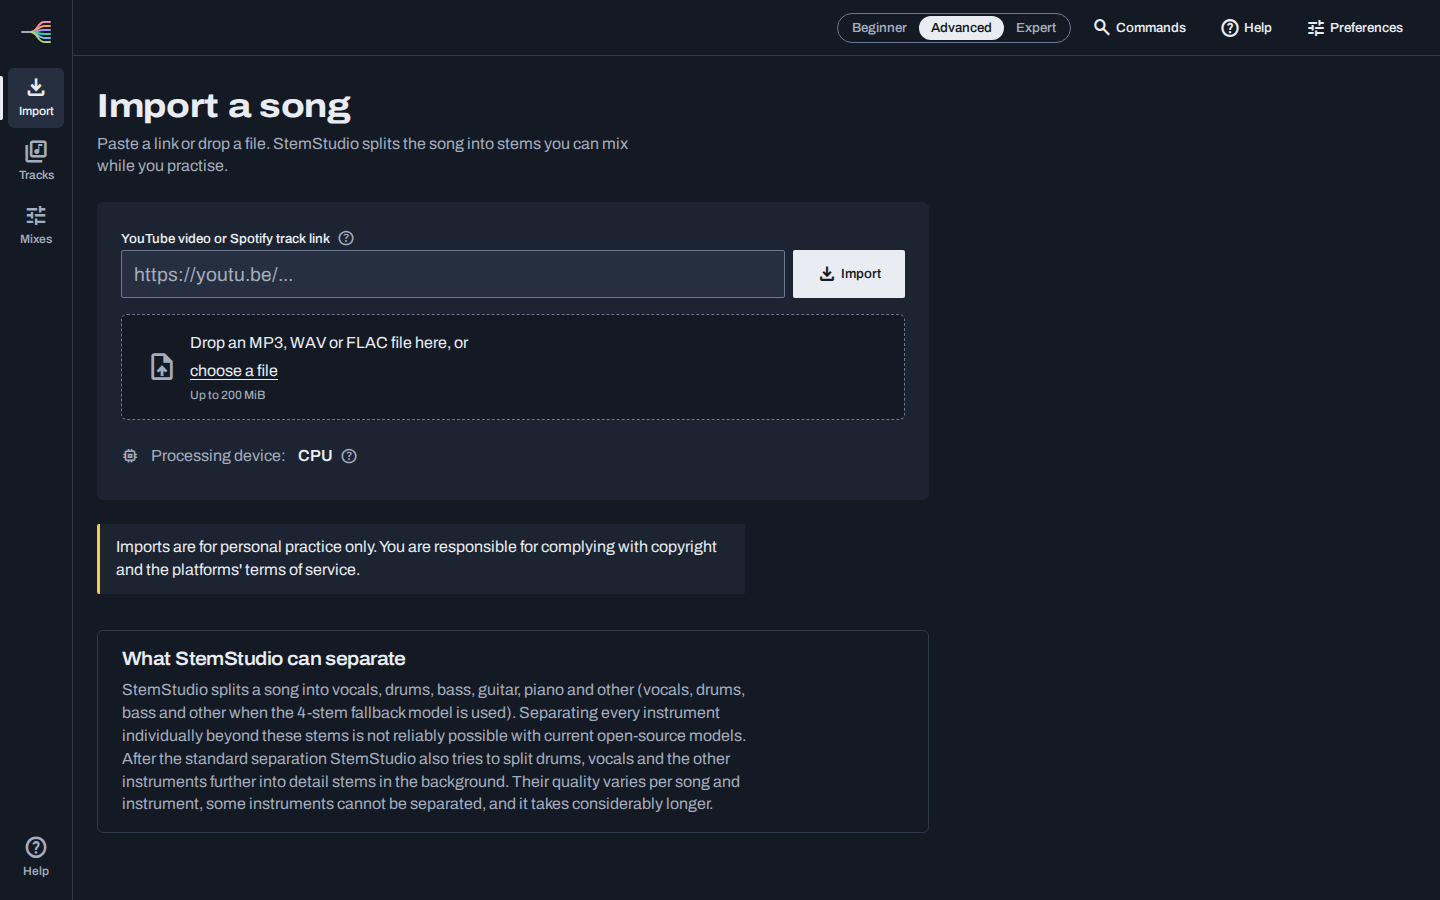 Beginner
Advanced
Expert
Commands
Help
Preferences
Import
Tracks
Mixes
Help
Import a song
Paste a link or drop a file. StemStudio splits the song into stems you can mix
while you practise.
YouTube video or Spotify track link
https://youtu.be/...
Import
Drop an MP3, WAV or FLAC file here, or
choose a file
Up to 200 MiB
Processing device: CPU
Imports are for personal practice only. You are responsible for complying with copyright
and the platforms' terms of service.
What StemStudio can separate
StemStudio splits a song into vocals, drums, bass, guitar, piano and other (vocals, drums,
bass and other when the 4-stem fallback model is used). Separating every instrument
individually beyond these stems is not reliably possible with current open-source models.
After the standard separation StemStudio also tries to split drums, vocals and the other
instruments further into detail stems in the background. Their quality varies per song and
instrument, some instruments cannot be separated, and it takes considerably longer.